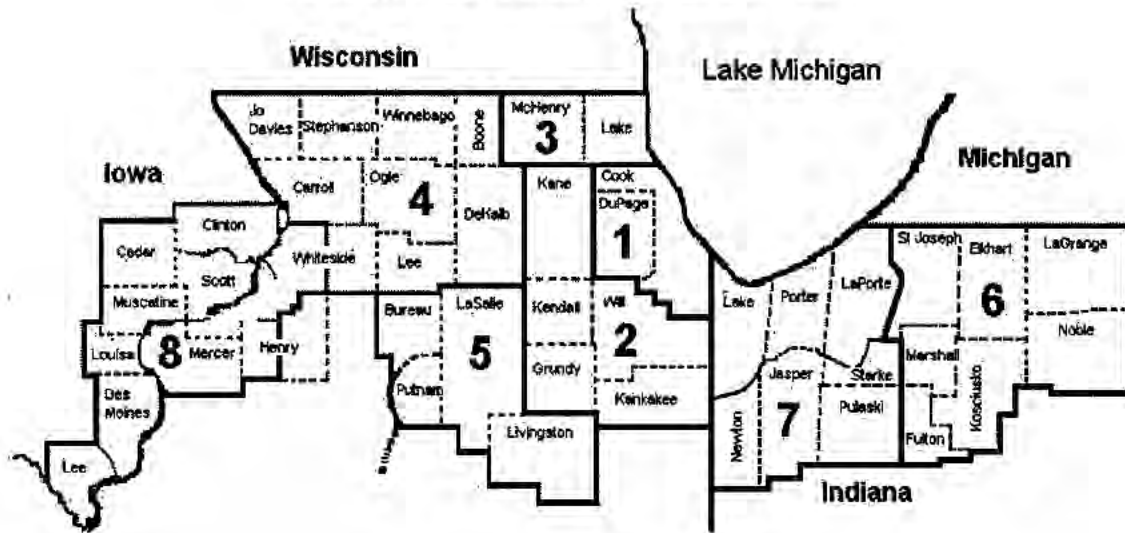 Wisconsin
Lake Michigan
Iowa
Michigan
Jo
Davies
Stephanson
Winnebago
Boone
McHenry
3
Lake
Carroll
Ogle
4
DeKalb
Kane
Cook
DuPage
1
Clinton
Cedar
Scott
Whiteside
Lee
Muscatine
Louisa
8
Mercer
Henry
Des
Moines
Lee
Bureau
LaSalle
5
Putnam
Livingston
Kendall
Will
2
Grundy
Kankakee
Lake
Porter
LaPorte
St Joseph
Elkhart
LaGrange
6
Noble
Marshall
Kosciusko
Jasper
Starke
Newton
7
Pulaski
Fulton
Indiana